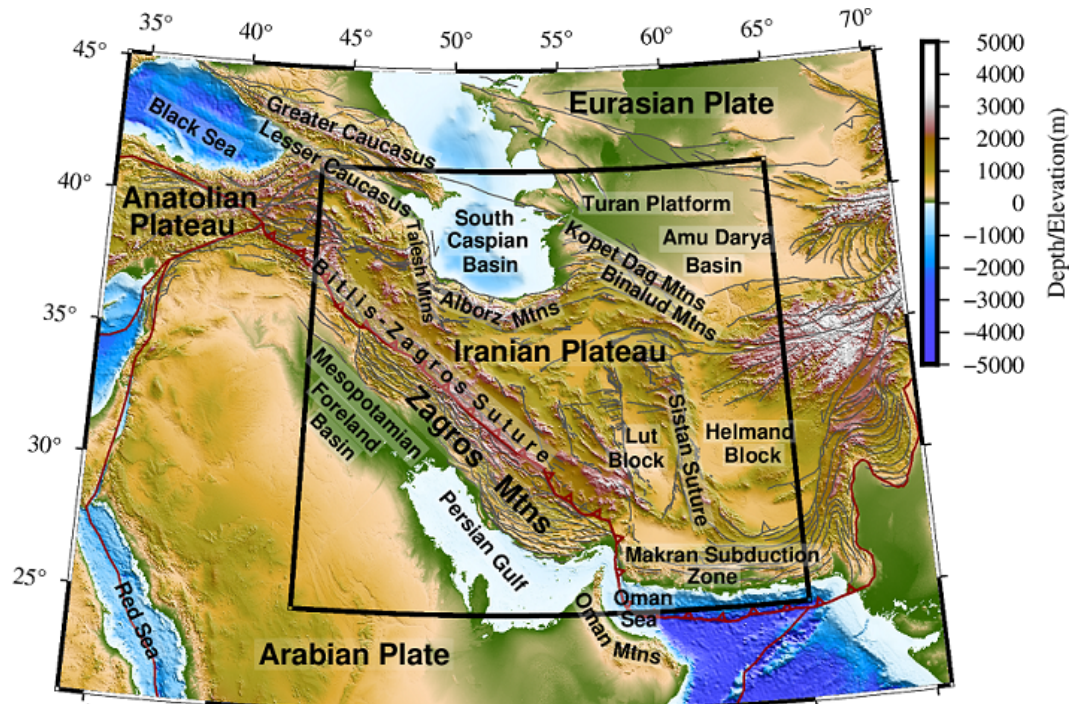 35°
40°
45°
50°
55°
60°
65°
70°
45°
40°
35°
30°
25°
5000
4000
3000
2000
1000
0
−1000
−2000
−3000
−4000
−5000
Depth/Elevation(m)
Eurasian Plate
Black Sea
Greater Caucasus
Lesser Caucasus
Anatolian
Plateau
South
Caspian
Basin
Turan Platform
Amu Darya
Basin
Talesh Mtns
Kopet Dag Mtns
Binalud Mtns
Alborz Mtns
Bitlis-Zagros Suture
Iranian Plateau
Mesopotamian
Foreland
Basin
Zagros
Mtns
Lut
Block
Sistan Suture
Helmand
Block
Persian Gulf
Makran Subduction
Zone
Oman
Sea
Oman Mtns
Red Sea
Arabian Plate